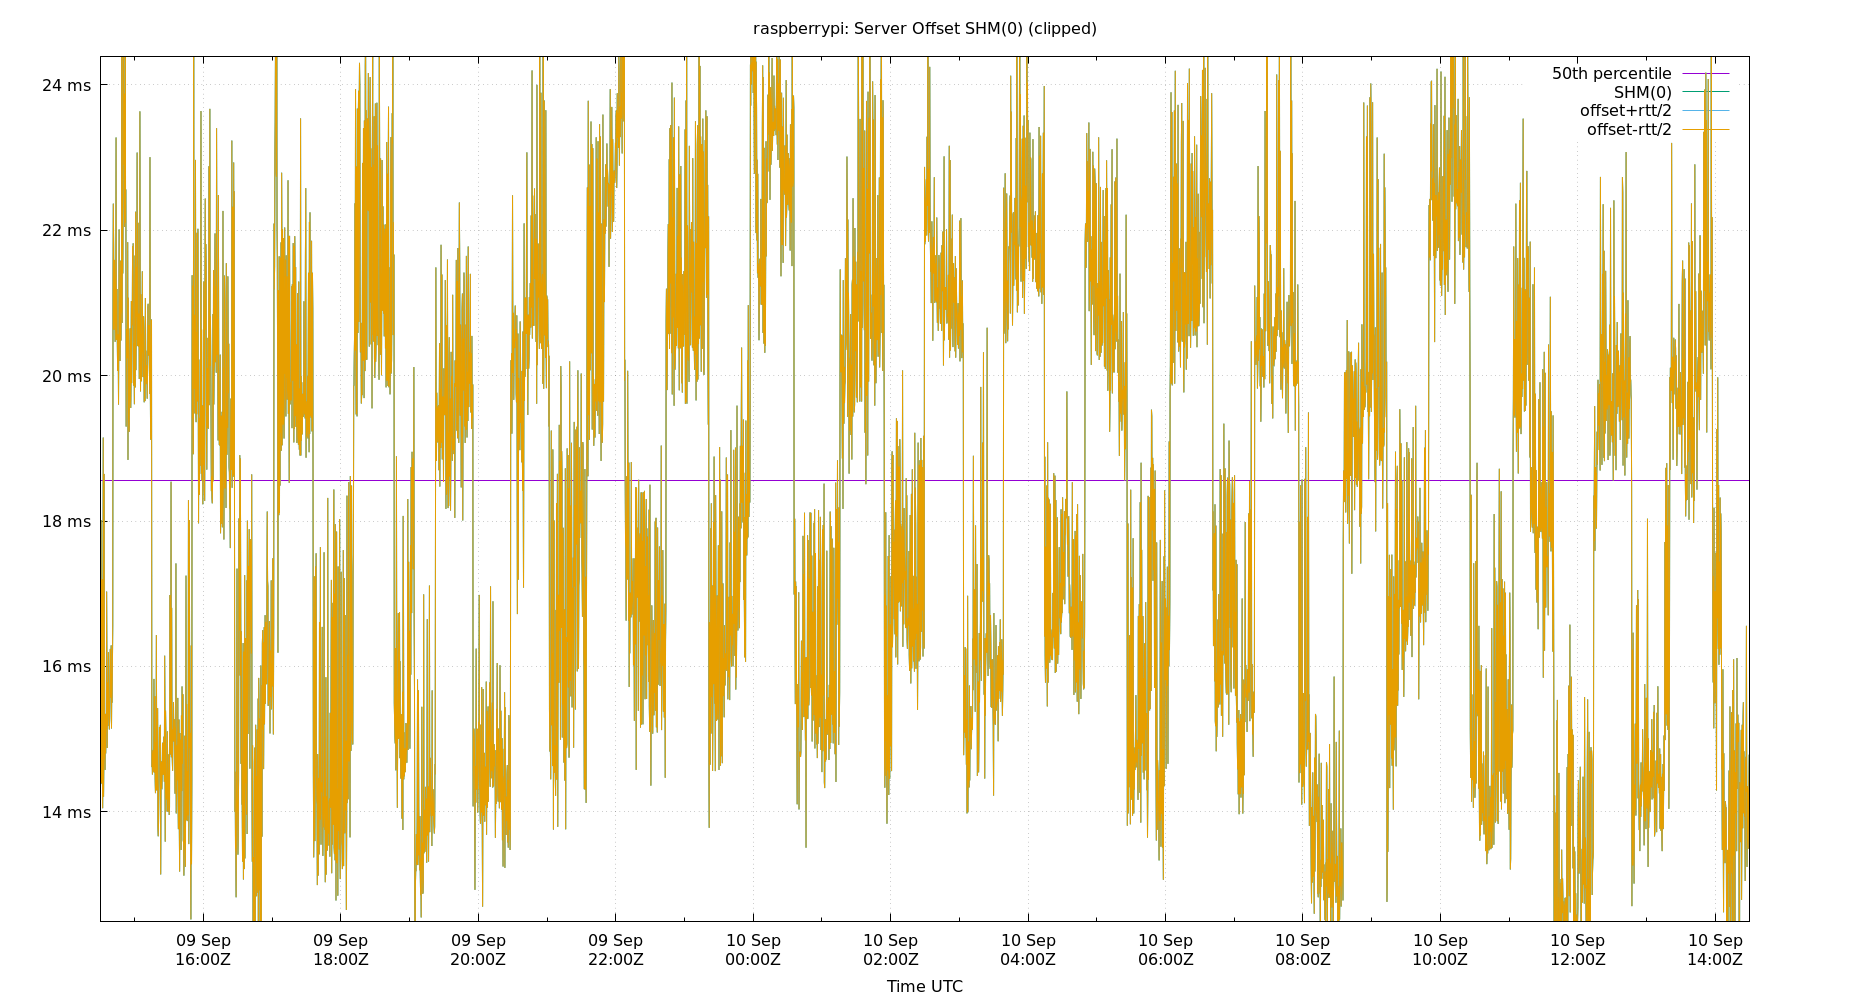 raspberrypi: Server Offset SHM(0) (clipped)
24 ms
22 ms
20 ms
18 ms
16 ms
14 ms
50th percentile
SHM(0)
offset+rtt/2
offset-rtt/2
09 Sep 09 Sep 09 Sep 09 Sep 10 Sep 10 Sep 10 Sep 10 Sep 10 Sep 10 Sep 10 Sep 10 Sep
16:00Z 18:00Z 20:00Z 22:00Z 00:00Z 02:00Z 04:00Z 06:00Z 08:00Z 10:00Z 12:00Z 14:00Z
Time UTC